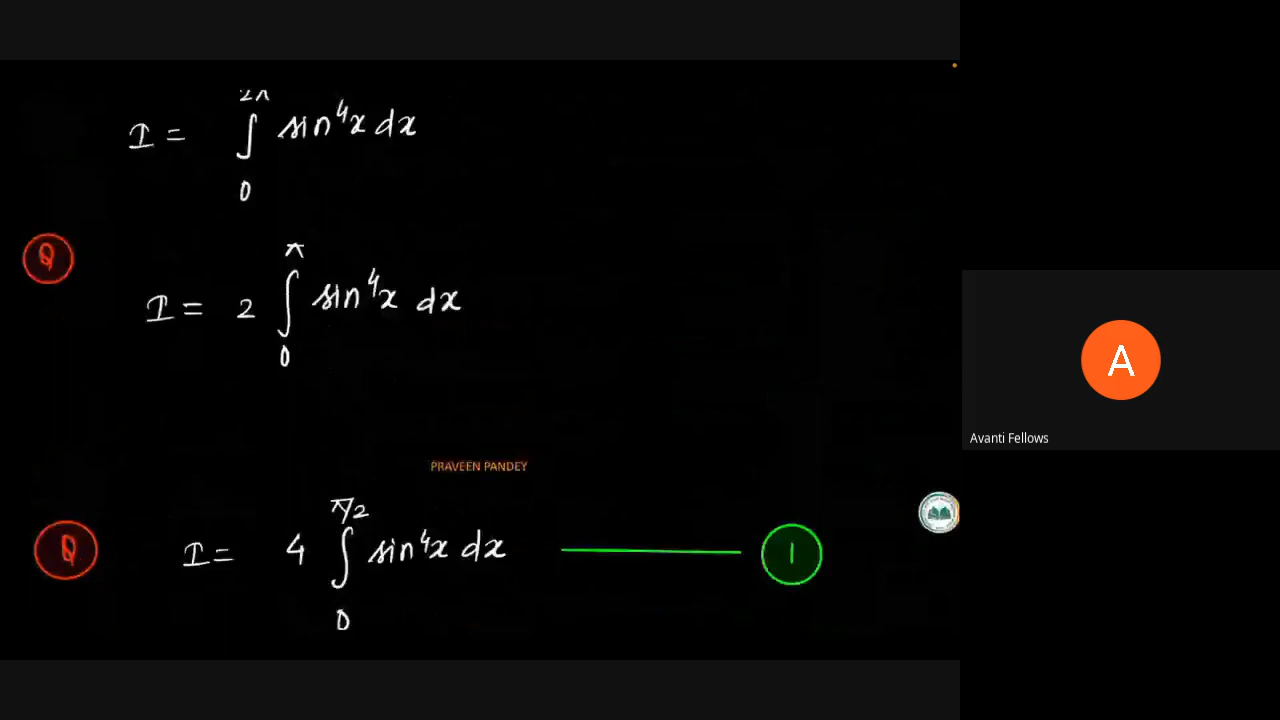 I = ∫₀^{2π} sin⁴x dx
Q
I = 2 ∫₀^{π} sin⁴x dx
PRAVEEN PANDEY
Q
I = 4 ∫₀^{π/2} sin⁴x dx ——— 1
A
Avanti Fellows